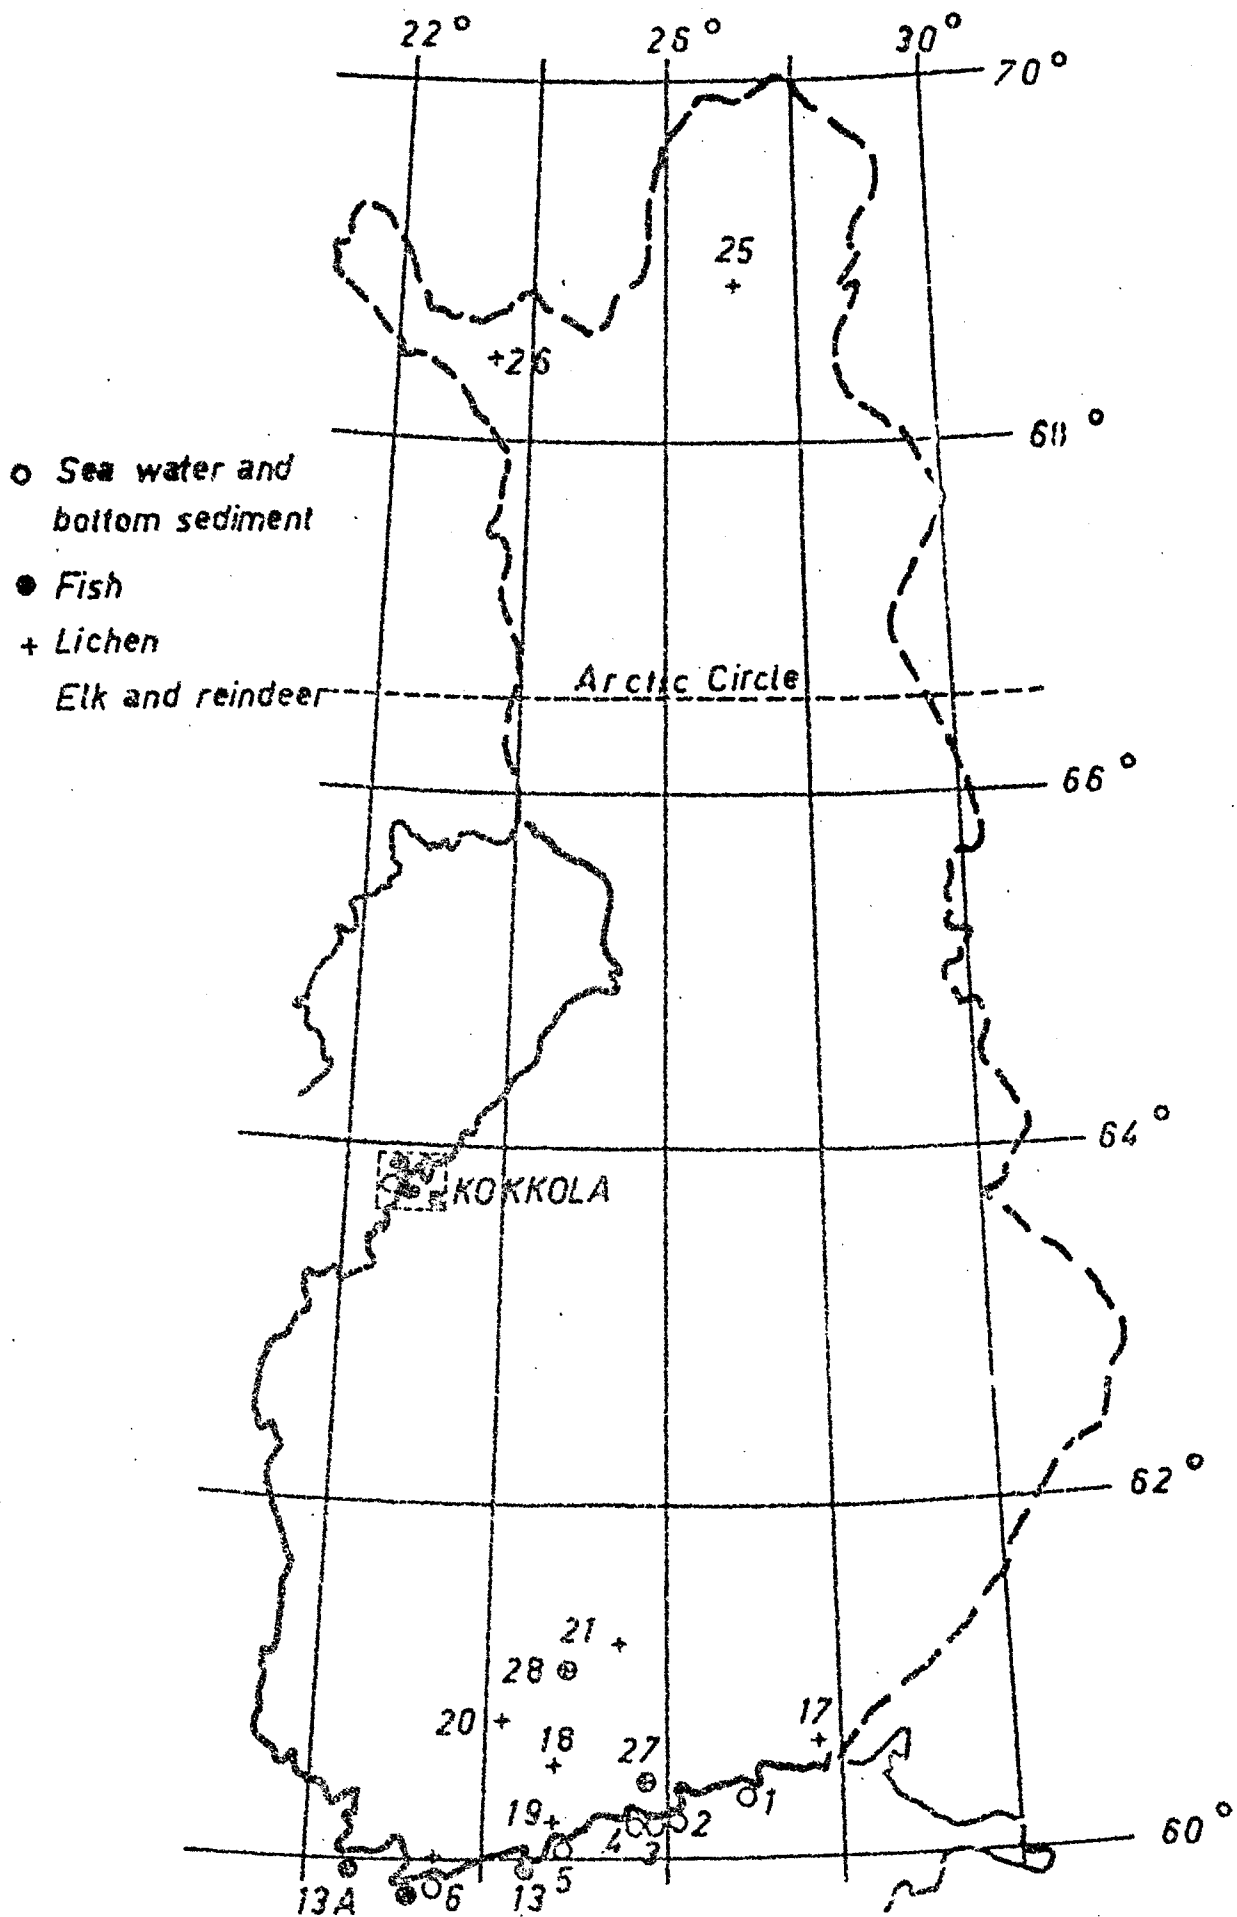 22° 26° 30°
70°
25
+26
68°
o Sea water and
bottom sediment
● Fish
+ Lichen
Elk and reindeer
Arctic Circle
66°
64°
KOKKOLA
62°
21 +
28
20 +
18
17
27
19
1
2
3
4
60°
5
6
13
13A